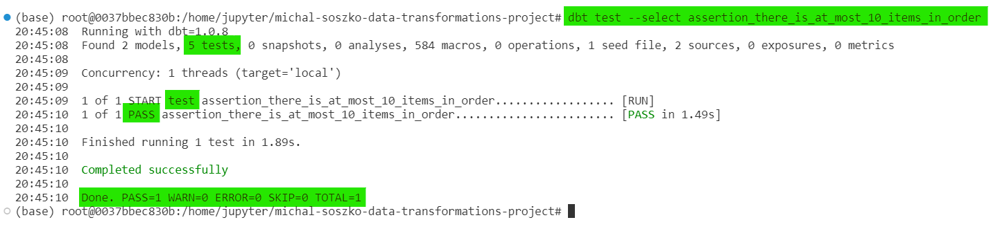 (base) root@0037bbec830b:/home/jupyter/michal-soszko-data-transformations-project# dbt test --select assertion_there_is_at_most_10_items_in_order
20:45:08  Running with dbt=1.0.8
20:45:08  Found 2 models, 5 tests, 0 snapshots, 0 analyses, 584 macros, 0 operations, 1 seed file, 2 sources, 0 exposures, 0 metrics
20:45:08
20:45:09  Concurrency: 1 threads (target='local')
20:45:09
20:45:09  1 of 1 START test assertion_there_is_at_most_10_items_in_order.................. [RUN]
20:45:10  1 of 1 PASS assertion_there_is_at_most_10_items_in_order........................ [PASS in 1.49s]
20:45:10
20:45:10  Finished running 1 test in 1.89s.
20:45:10
20:45:10  Completed successfully
20:45:10
20:45:10  Done. PASS=1 WARN=0 ERROR=0 SKIP=0 TOTAL=1
(base) root@0037bbec830b:/home/jupyter/michal-soszko-data-transformations-project#